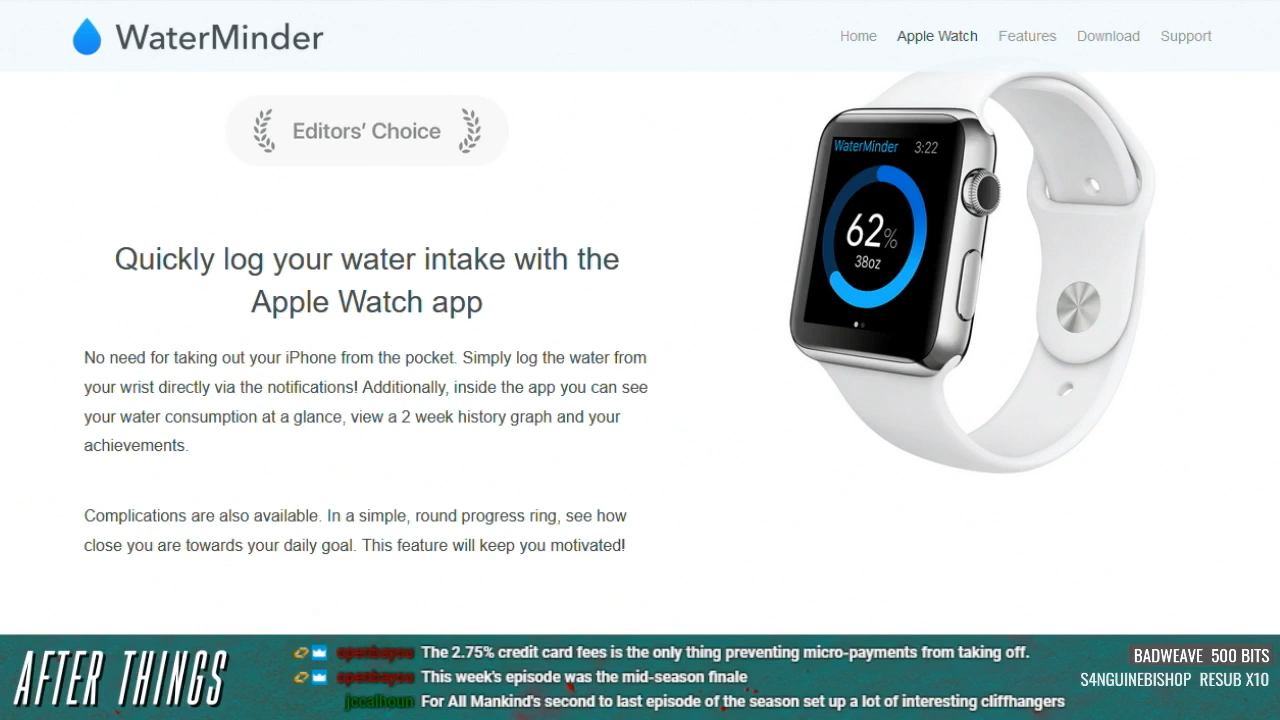 WaterMinder
Home Apple Watch Features Download Support
Editors' Choice
WaterMinder 3:22
62%
38oz
Quickly log your water intake with the
Apple Watch app
No need for taking out your iPhone from the pocket. Simply log the water from
your wrist directly via the notifications! Additionally, inside the app you can see
your water consumption at a glance, view a 2 week history graph and your
achievements.
Complications are also available. In a simple, round progress ring, see how
close you are towards your daily goal. This feature will keep you motivated!
AFTER THINGS
openbayou The 2.75% credit card fees is the only thing preventing micro-payments from taking off.
openbayou This week's episode was the mid-season finale
jccalhoun For All Mankind's second to last episode of the season set up a lot of interesting cliffhangers
BADWEAVE 500 BITS
S4NGUINEBISHOP RESUB X10